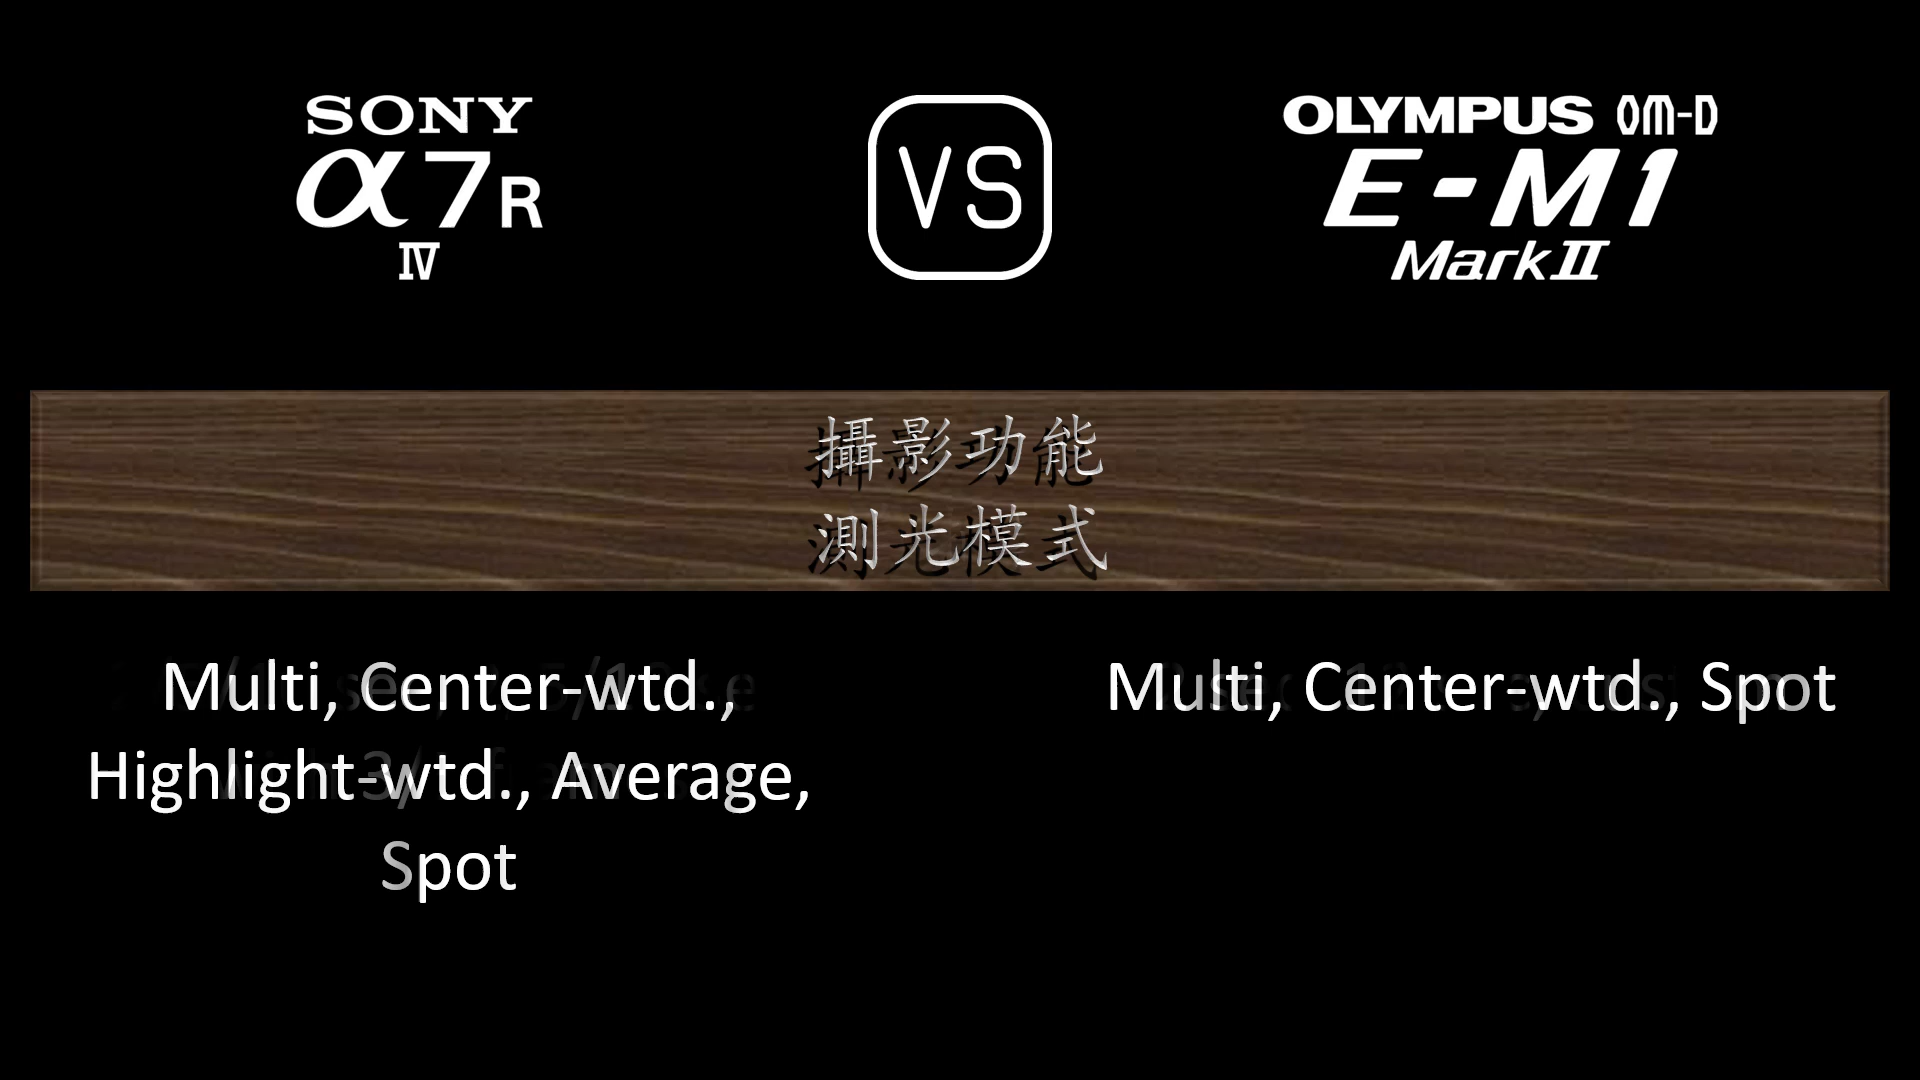 SONY
α7R
IV
VS
OLYMPUS OM-D
E-M1
Mark II
攝影功能
測光模式
Multi, Center-wtd.,
Highlight-wtd., Average,
Spot
Multi, Center-wtd., Spot